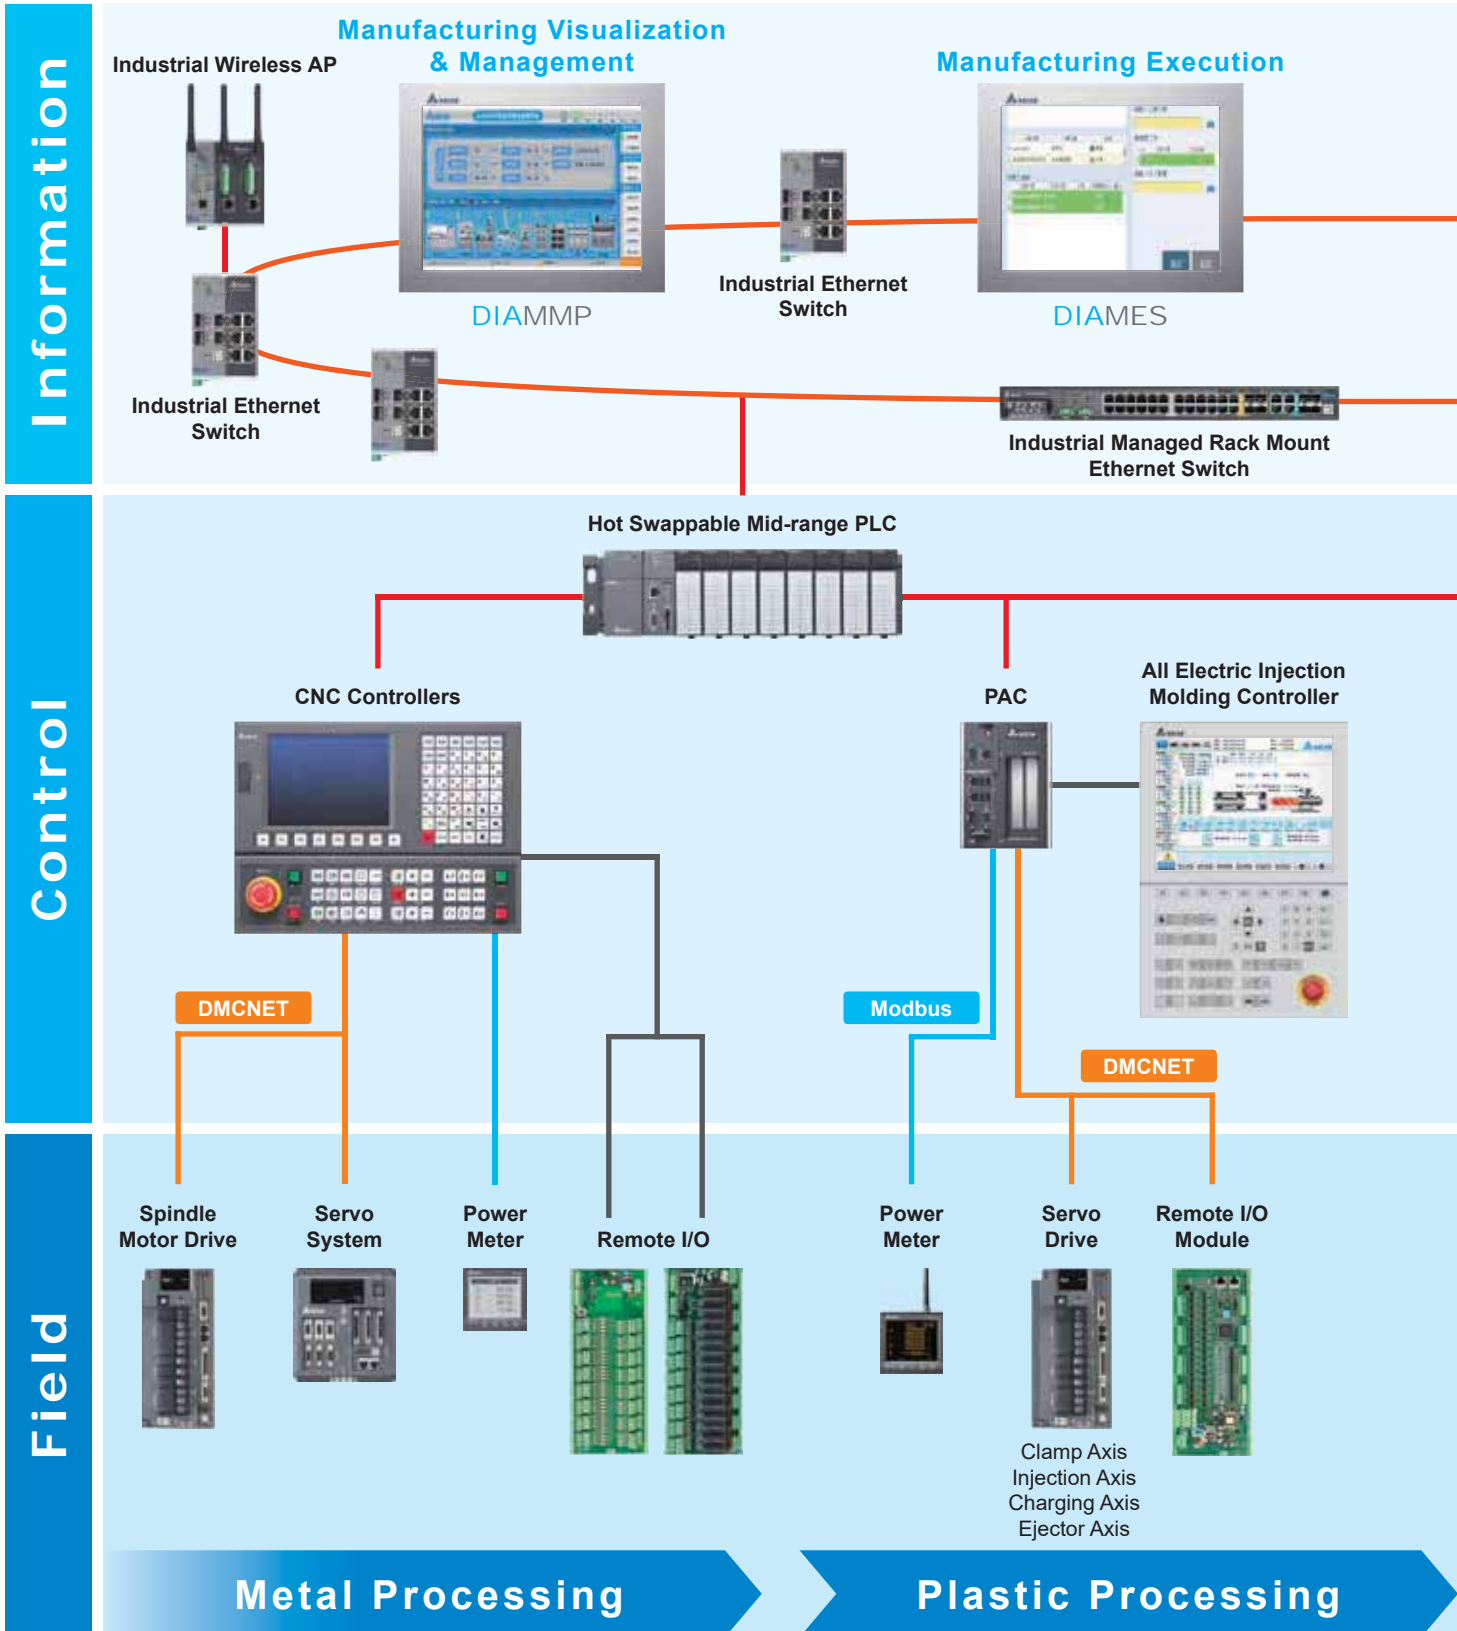 Information
Manufacturing Visualization
& Management
Industrial Wireless AP
Manufacturing Execution
DIAMMP
Industrial Ethernet
Switch
DIAMES
Industrial Ethernet
Switch
Industrial Managed Rack Mount
Ethernet Switch
Control
Hot Swappable Mid-range PLC
CNC Controllers
PAC
All Electric Injection
Molding Controller
DMCNET
Modbus
DMCNET
Field
Spindle
Motor Drive
Servo
System
Power
Meter
Remote I/O
Power
Meter
Servo
Drive
Remote I/O
Module
Clamp Axis
Injection Axis
Charging Axis
Ejector Axis
Metal Processing
Plastic Processing